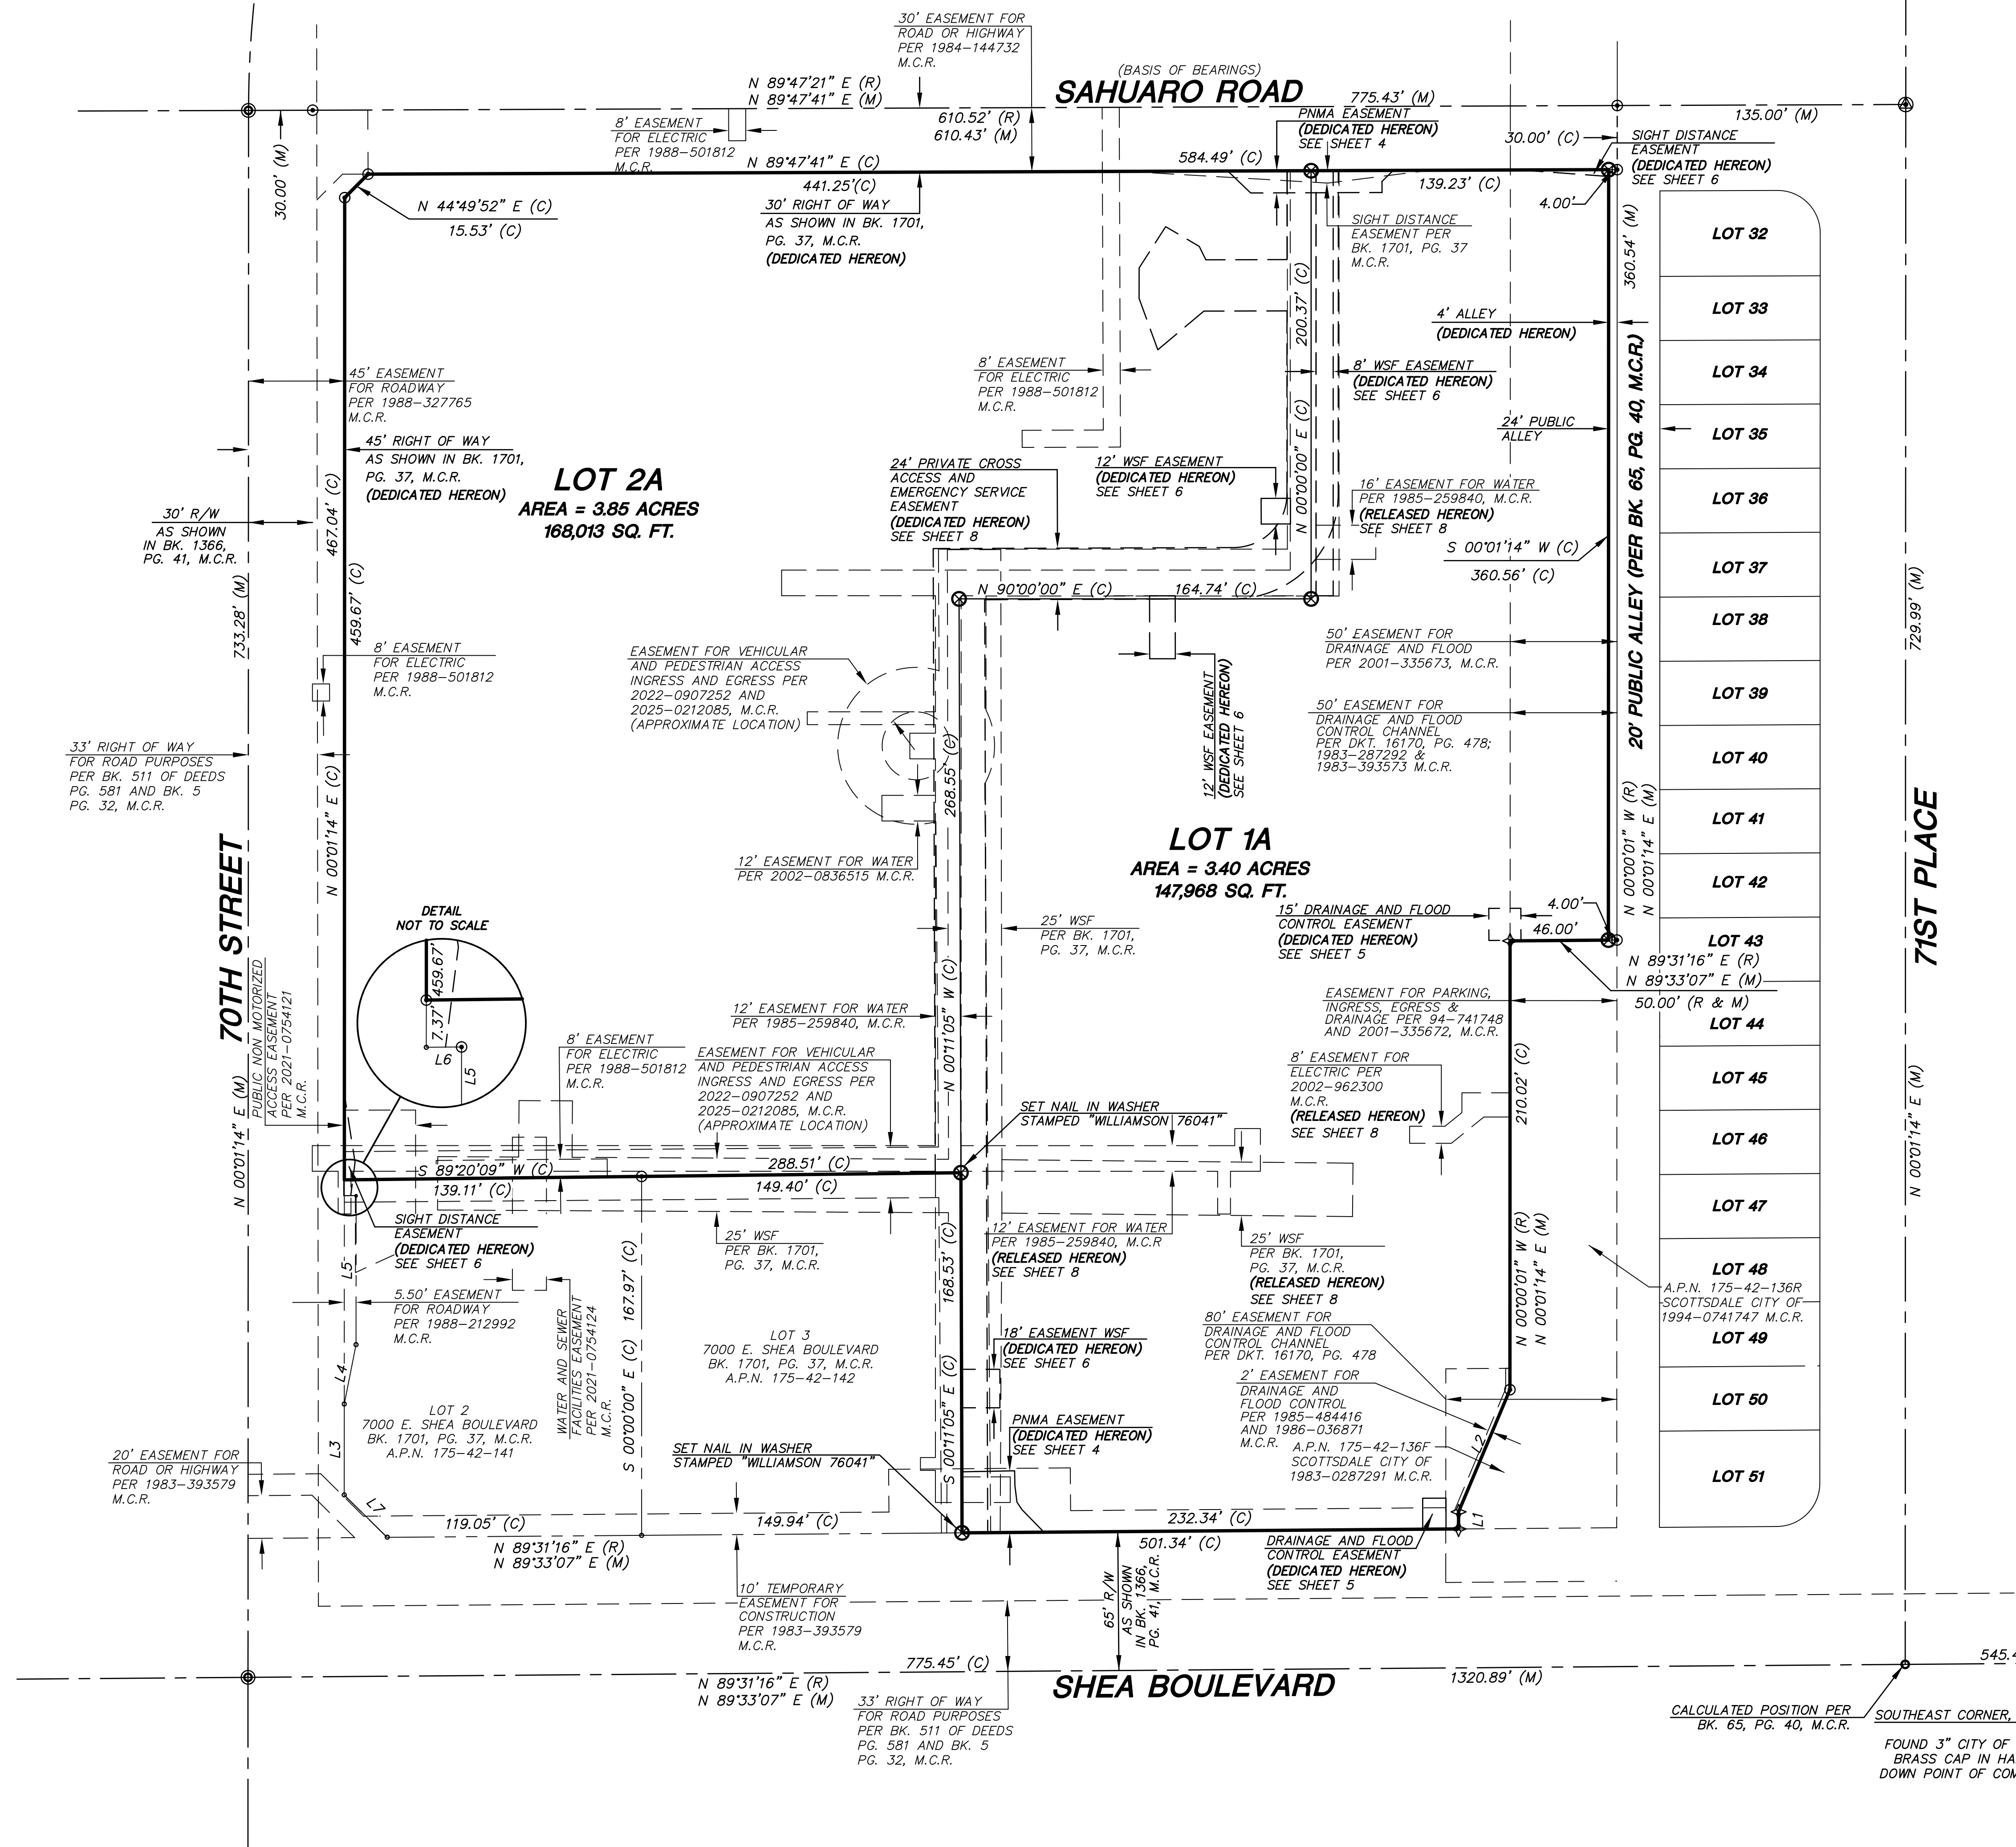 30' EASEMENT FOR
ROAD OR HIGHWAY
PER 1984-144732
M.C.R.
(BASIS OF BEARINGS)
SAHUARO ROAD
N 89°47'21" E (R)
N 89°47'41" E (M)
775.43' (M)
135.00' (M)
610.52' (R)
610.43' (M)
8' EASEMENT
FOR ELECTRIC
PER 1988-501812
M.C.R.
PNMA EASEMENT
(DEDICATED HEREON)
SEE SHEET 4
30.00' (C)
SIGHT DISTANCE
EASEMENT
(DEDICATED HEREON)
SEE SHEET 6
30.00' (M)
N 89°47'41" E (C)
584.49' (C)
441.25'(C)
139.23' (C)
4.00'
N 44°49'52" E (C)
15.53' (C)
30' RIGHT OF WAY
AS SHOWN IN BK. 1701,
PG. 37, M.C.R.
(DEDICATED HEREON)
SIGHT DISTANCE
EASEMENT PER
BK. 1701, PG. 37
M.C.R.
360.54' (M)
LOT 32
LOT 33
LOT 34
LOT 35
LOT 36
LOT 37
LOT 38
LOT 39
LOT 40
LOT 41
LOT 42
LOT 43
LOT 44
LOT 45
LOT 46
LOT 47
LOT 48
LOT 49
LOT 50
LOT 51
200.37' (C)
N 00°00'00" E (C)
4' ALLEY
(DEDICATED HEREON)
20' PUBLIC ALLEY (PER BK. 65, PG. 40, M.C.R.)
8' EASEMENT
FOR ELECTRIC
PER 1988-501812
M.C.R.
8' WSF EASEMENT
(DEDICATED HEREON)
SEE SHEET 6
45' EASEMENT
FOR ROADWAY
PER 1988-327765
M.C.R.
45' RIGHT OF WAY
AS SHOWN IN BK. 1701,
PG. 37, M.C.R.
(DEDICATED HEREON)
24' PUBLIC
ALLEY
LOT 2A
AREA = 3.85 ACRES
168,013 SQ. FT.
24' PRIVATE CROSS
ACCESS AND
EMERGENCY SERVICE
EASEMENT
(DEDICATED HEREON)
SEE SHEET 8
12' WSF EASEMENT
(DEDICATED HEREON)
SEE SHEET 6
16' EASEMENT FOR WATER
PER 1985-259840, M.C.R.
(RELEASED HEREON)
SEE SHEET 8
30' R/W
AS SHOWN
IN BK. 1366,
PG. 41, M.C.R.
467.04' (C)
459.67' (C)
S 00°01'14" W (C)
360.56' (C)
733.28' (M)
729.99' (M)
N 90°00'00" E (C)
164.74' (C)
8' EASEMENT
FOR ELECTRIC
PER 1988-501812
M.C.R.
EASEMENT FOR VEHICULAR
AND PEDESTRIAN ACCESS
INGRESS AND EGRESS PER
2022-0907252 AND
2025-0212085, M.C.R.
(APPROXIMATE LOCATION)
50' EASEMENT FOR
DRAINAGE AND FLOOD
PER 2001-335673, M.C.R.
12' WSF EASEMENT
(DEDICATED HEREON)
SEE SHEET 6
50' EASEMENT FOR
DRAINAGE AND FLOOD
CONTROL CHANNEL
PER DKT. 16170, PG. 478;
1983-287292 &
1983-393573 M.C.R.
33' RIGHT OF WAY
FOR ROAD PURPOSES
PER BK. 511 OF DEEDS
PG. 581 AND BK. 5
PG. 32, M.C.R.
N 00°01'14" E (C)
268.55' (C)
N 00°00'01" W (R)
N 00°01'14" E (M)
70TH STREET
71ST PLACE
LOT 1A
AREA = 3.40 ACRES
147,968 SQ. FT.
12' EASEMENT FOR WATER
PER 2002-0836515 M.C.R.
DETAIL
NOT TO SCALE
459.67'
7.37'
L6
L5
25' WSF
PER BK. 1701,
PG. 37, M.C.R.
15' DRAINAGE AND FLOOD
CONTROL EASEMENT
(DEDICATED HEREON)
SEE SHEET 5
4.00'
46.00'
N 89°31'16" E (R)
N 89°33'07" E (M)
50.00' (R & M)
N 00°11'05" W (C)
PUBLIC NON MOTORIZED
ACCESS EASEMENT
PER 2021-0754121
M.C.R.
N 00°01'14" E (M)
N 00°01'14" E (M)
12' EASEMENT FOR WATER
PER 1985-259840, M.C.R.
EASEMENT FOR PARKING,
INGRESS, EGRESS &
DRAINAGE PER 94-741748
AND 2001-335672, M.C.R.
8' EASEMENT
FOR ELECTRIC
PER 1988-501812
M.C.R.
EASEMENT FOR VEHICULAR
AND PEDESTRIAN ACCESS
INGRESS AND EGRESS PER
2022-0907252 AND
2025-0212085, M.C.R.
(APPROXIMATE LOCATION)
8' EASEMENT FOR
ELECTRIC PER
2002-962300
M.C.R.
(RELEASED HEREON)
SEE SHEET 8
210.02' (C)
SET NAIL IN WASHER
STAMPED "WILLIAMSON 76041"
S 89°20'09" W (C)
288.51' (C)
139.11' (C)
149.40' (C)
SIGHT DISTANCE
EASEMENT
(DEDICATED HEREON)
SEE SHEET 6
25' WSF
PER BK. 1701,
PG. 37, M.C.R.
12' EASEMENT FOR WATER
PER 1985-259840, M.C.R
(RELEASED HEREON)
SEE SHEET 8
25' WSF
PER BK. 1701,
PG. 37, M.C.R.
(RELEASED HEREON)
SEE SHEET 8
N 00°00'01" W (R)
N 00°01'14" E (M)
L5
168.53' (C)
167.97' (C)
A.P.N. 175-42-136R
SCOTTSDALE CITY OF
1994-0741747 M.C.R.
5.50' EASEMENT
FOR ROADWAY
PER 1988-212992
M.C.R.
WATER AND SEWER
FACILITIES EASEMENT
PER 2021-0754124
M.C.R.
LOT 3
7000 E. SHEA BOULEVARD
BK. 1701, PG. 37, M.C.R.
A.P.N. 175-42-142
18' EASEMENT WSF
(DEDICATED HEREON)
SEE SHEET 6
80' EASEMENT FOR
DRAINAGE AND FLOOD
CONTROL CHANNEL
PER DKT. 16170, PG. 478
L4
S 00°00'00" E (C)
S 00°11'05" E (C)
2' EASEMENT FOR
DRAINAGE AND
FLOOD CONTROL
PER 1985-484416
AND 1986-036871
M.C.R.
LOT 2
7000 E. SHEA BOULEVARD
BK. 1701, PG. 37, M.C.R.
A.P.N. 175-42-141
PNMA EASEMENT
(DEDICATED HEREON)
SEE SHEET 4
L2
A.P.N. 175-42-136F
SCOTTSDALE CITY OF
1983-0287291 M.C.R.
L3
20' EASEMENT FOR
ROAD OR HIGHWAY
PER 1983-393579
M.C.R.
SET NAIL IN WASHER
STAMPED "WILLIAMSON 76041"
L7
L1
119.05' (C)
149.94' (C)
232.34' (C)
501.34' (C)
N 89°31'16" E (R)
N 89°33'07" E (M)
DRAINAGE AND FLOOD
CONTROL EASEMENT
(DEDICATED HEREON)
SEE SHEET 5
10' TEMPORARY
EASEMENT FOR
CONSTRUCTION
PER 1983-393579
M.C.R.
65' R/W
AS SHOWN
IN BK. 1366,
PG. 41, M.C.R.
775.45' (C)
SHEA BOULEVARD
1320.89' (M)
545.4
N 89°31'16" E (R)
N 89°33'07" E (M)
33' RIGHT OF WAY
FOR ROAD PURPOSES
PER BK. 511 OF DEEDS
PG. 581 AND BK. 5
PG. 32, M.C.R.
CALCULATED POSITION PER
BK. 65, PG. 40, M.C.R.
SOUTHEAST CORNER,
FOUND 3" CITY OF
BRASS CAP IN HA
DOWN POINT OF COM